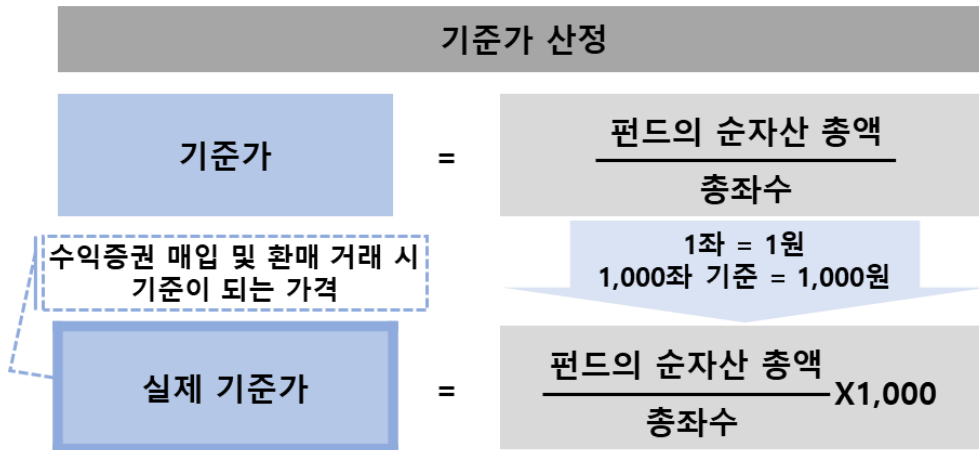 기준가 산정
기준가
=
펀드의 순자산 총액
총좌수
수익증권 매입 및 환매 거래 시
기준이 되는 가격
1좌 = 1원
1,000좌 기준 = 1,000원
실제 기준가
=
펀드의 순자산 총액
총좌수
X1,000